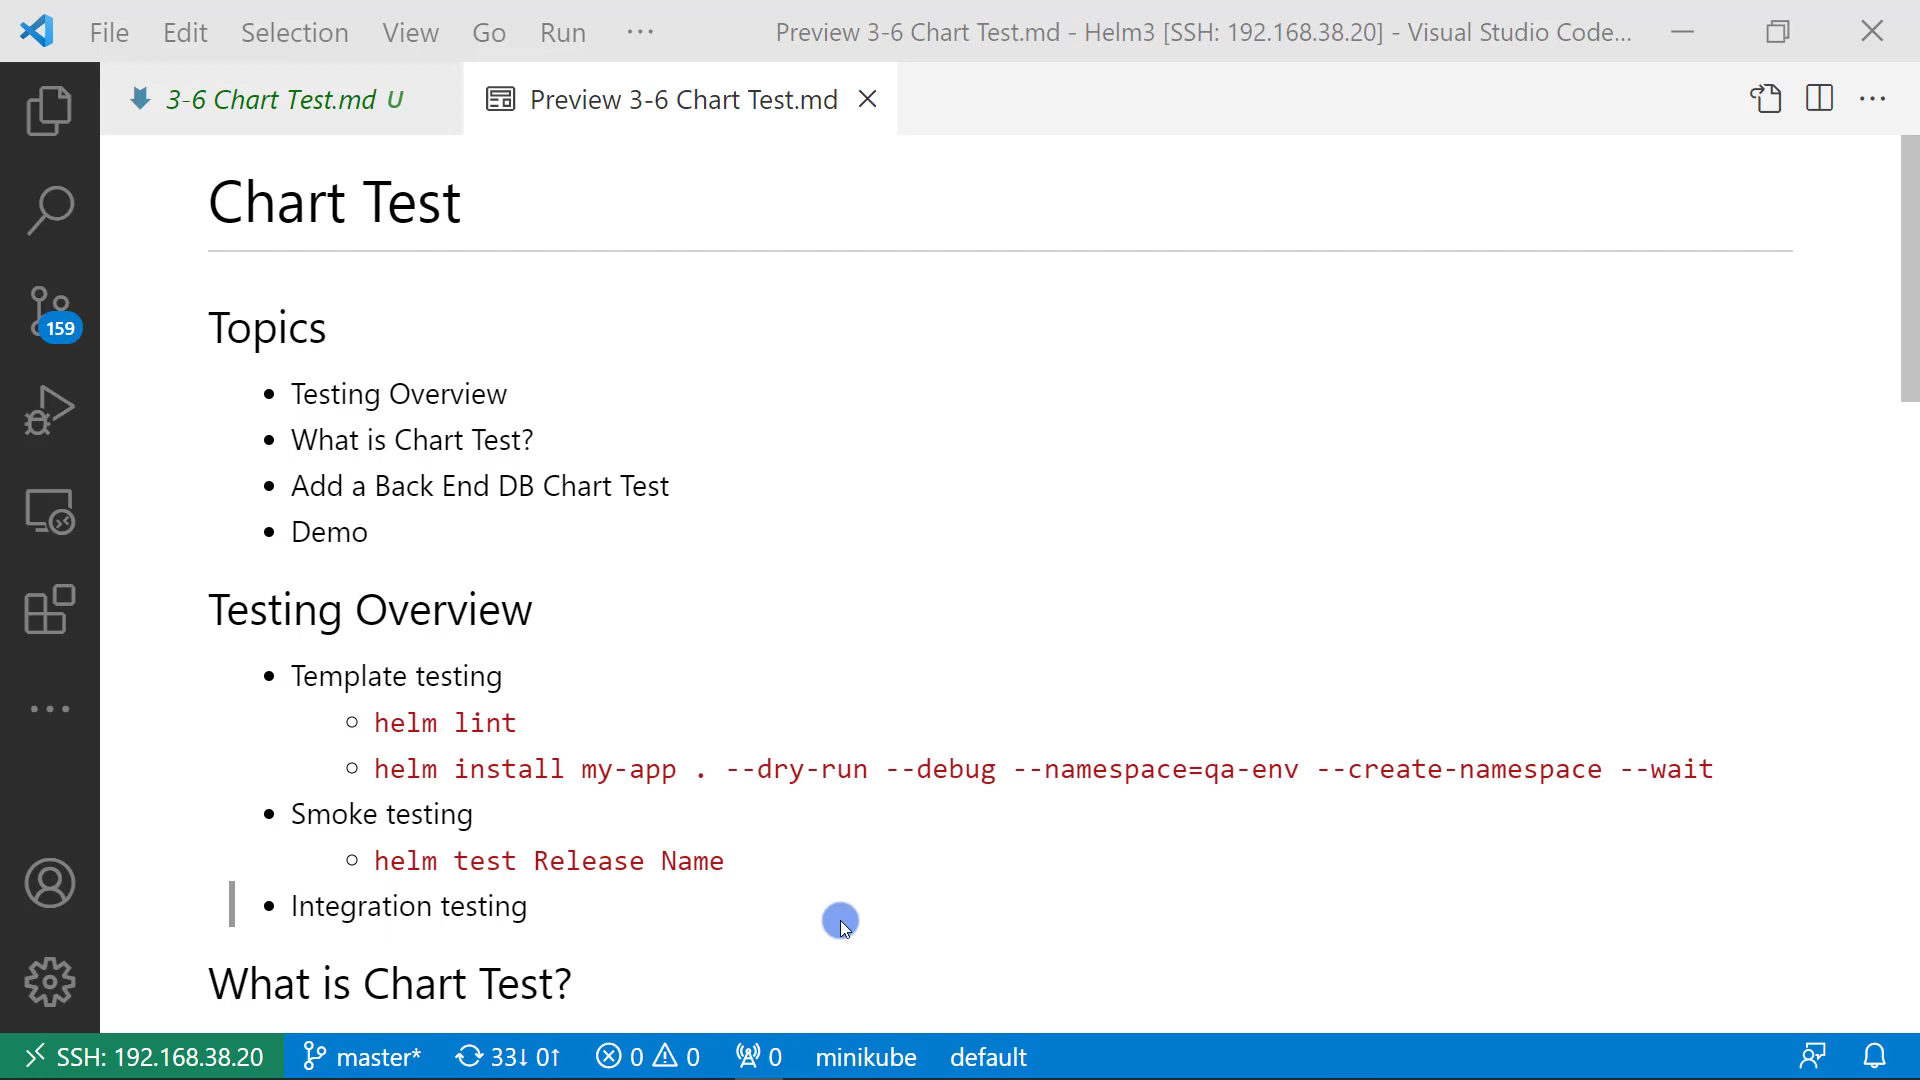 File Edit Selection View Go Run ··· Preview 3-6 Chart Test.md - Helm3 [SSH: 192.168.38.20] - Visual Studio Code...
3-6 Chart Test.md U Preview 3-6 Chart Test.md
Chart Test
Topics
• Testing Overview
• What is Chart Test?
• Add a Back End DB Chart Test
• Demo
Testing Overview
• Template testing
○ helm lint
○ helm install my-app . --dry-run --debug --namespace=qa-env --create-namespace --wait
• Smoke testing
○ helm test Release Name
• Integration testing
What is Chart Test?
159
SSH: 192.168.38.20 master* 33↓ 0↑ 0 0 0 minikube default